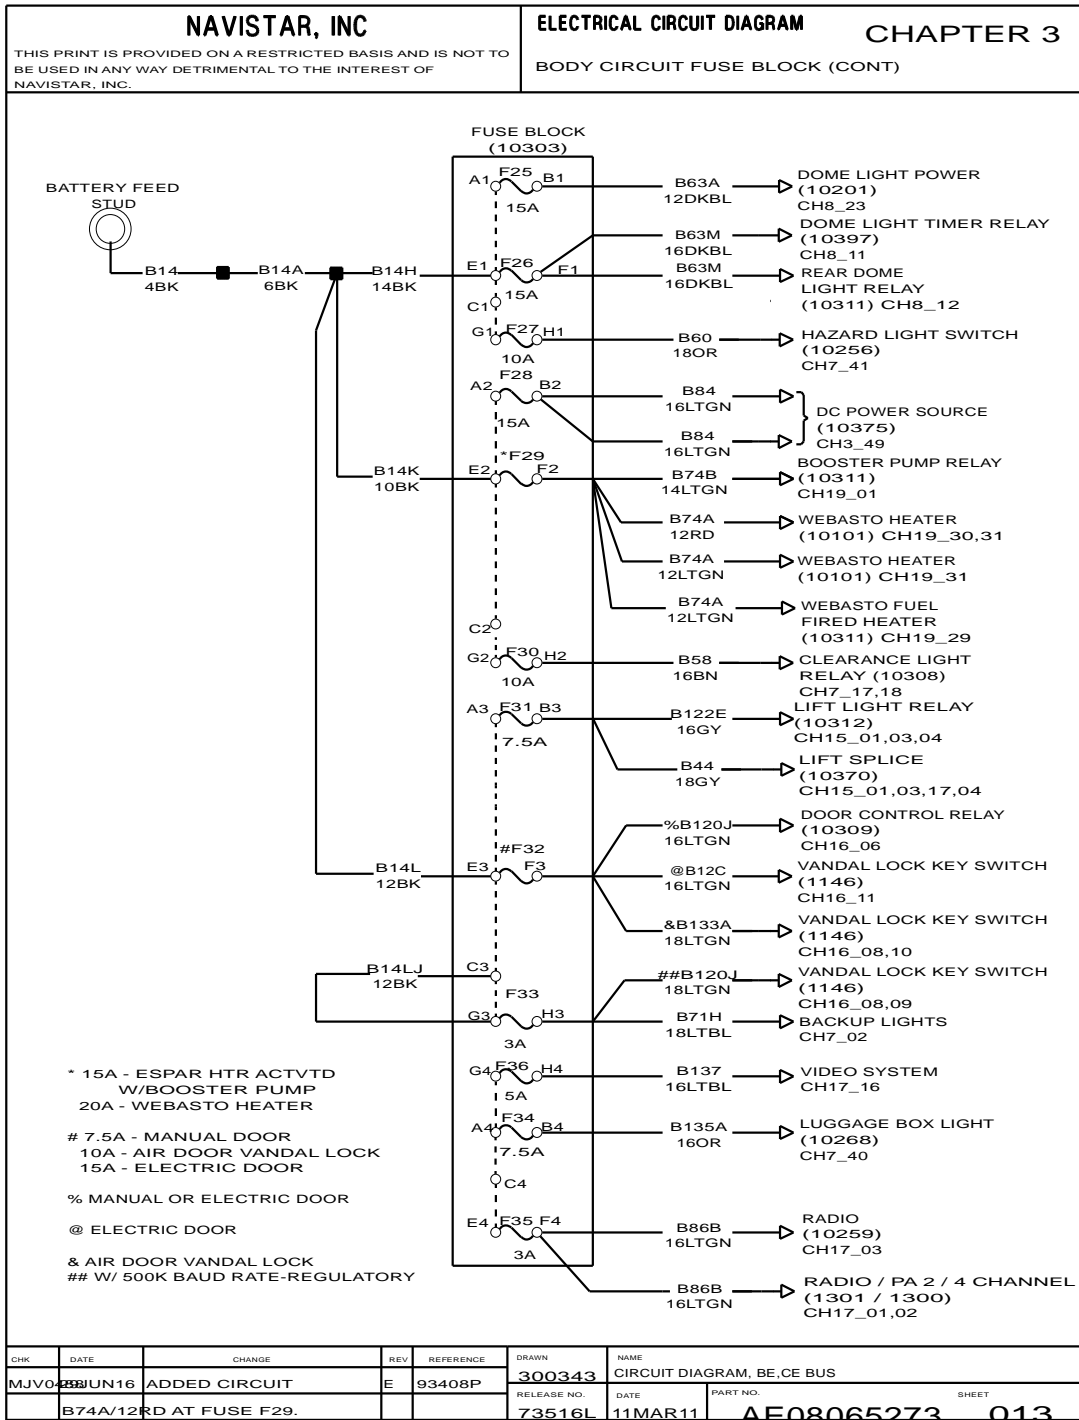 NAVISTAR, INC
THIS PRINT IS PROVIDED ON A RESTRICTED BASIS AND IS NOT TO
BE USED IN ANY WAY DETRIMENTAL TO THE INTEREST OF
NAVISTAR, INC.
ELECTRICAL CIRCUIT DIAGRAM
CHAPTER 3
BODY CIRCUIT FUSE BLOCK (CONT)
FUSE BLOCK
(10303)
BATTERY FEED
STUD
B14
4BK
B14A
6BK
B14H
14BK
A1 F25 B1
15A
B63A
12DKBL
DOME LIGHT POWER
(10201)
CH8_23
B63M
16DKBL
DOME LIGHT TIMER RELAY
(10397)
CH8_11
E1 F26 F1
15A
B63M
16DKBL
REAR DOME
LIGHT RELAY
(10311) CH8_12
C1
G1 F27 H1
10A
B60
18OR
HAZARD LIGHT SWITCH
(10256)
CH7_41
A2 F28 B2
15A
B84
16LTGN
B84
16LTGN
DC POWER SOURCE
(10375)
CH3_49
B14K
10BK
E2 *F29 F2
B74B
14LTGN
BOOSTER PUMP RELAY
(10311)
CH19_01
B74A
12RD
WEBASTO HEATER
(10101) CH19_30,31
B74A
12LTGN
WEBASTO HEATER
(10101) CH19_31
B74A
12LTGN
WEBASTO FUEL
FIRED HEATER
(10311) CH19_29
C2
G2 F30 H2
10A
B58
16BN
CLEARANCE LIGHT
RELAY (10308)
CH7_17,18
A3 F31 B3
7.5A
B122E
16GY
LIFT LIGHT RELAY
(10312)
CH15_01,03,04
B44
18GY
LIFT SPLICE
(10370)
CH15_01,03,17,04
%B120J
16LTGN
DOOR CONTROL RELAY
(10309)
CH16_06
B14L
12BK
E3 #F32 F3
@B12C
16LTGN
VANDAL LOCK KEY SWITCH
(1146)
CH16_11
&B133A
18LTGN
VANDAL LOCK KEY SWITCH
(1146)
CH16_08,10
B14LJ
12BK
C3
##B120J
18LTGN
VANDAL LOCK KEY SWITCH
(1146)
CH16_08,09
G3 F33 H3
3A
B71H
18LTBL
BACKUP LIGHTS
CH7_02
G4 F36 H4
5A
B137
16LTBL
VIDEO SYSTEM
CH17_16
A4 F34 B4
7.5A
B135A
16OR
LUGGAGE BOX LIGHT
(10268)
CH7_40
C4
E4 F35 F4
3A
B86B
16LTGN
RADIO
(10259)
CH17_03
B86B
16LTGN
RADIO / PA 2 / 4 CHANNEL
(1301 / 1300)
CH17_01,02
* 15A - ESPAR HTR ACTVTD
W/BOOSTER PUMP
20A - WEBASTO HEATER
# 7.5A - MANUAL DOOR
10A - AIR DOOR VANDAL LOCK
15A - ELECTRIC DOOR
% MANUAL OR ELECTRIC DOOR
@ ELECTRIC DOOR
& AIR DOOR VANDAL LOCK
## W/ 500K BAUD RATE-REGULATORY
CHK DATE CHANGE REV REFERENCE
ADDED CIRCUIT E 93408P
B74A/12RD AT FUSE F29.
DRAWN
300343
NAME
CIRCUIT DIAGRAM, BE,CE BUS
RELEASE NO.
73516L
DATE
11MAR11
PART NO.
AE08065273
SHEET
013